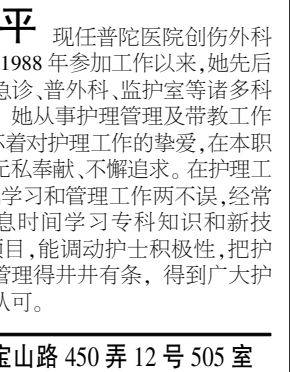 平 现任普陀医院创伤外科
1988 年参加工作以来,她先后
急诊、普外科、监护室等诸多科
她从事护理管理及带教工作
怀着对护理工作的挚爱,在本职
无私奉献、不懈追求。在护理工
学习和管理工作两不误,经常
息时间学习专科知识和新技
项目,能调动护士积极性,把护
管理得井井有条,得到广大护
认可。
宝山路 450 弄 12 号 505 室